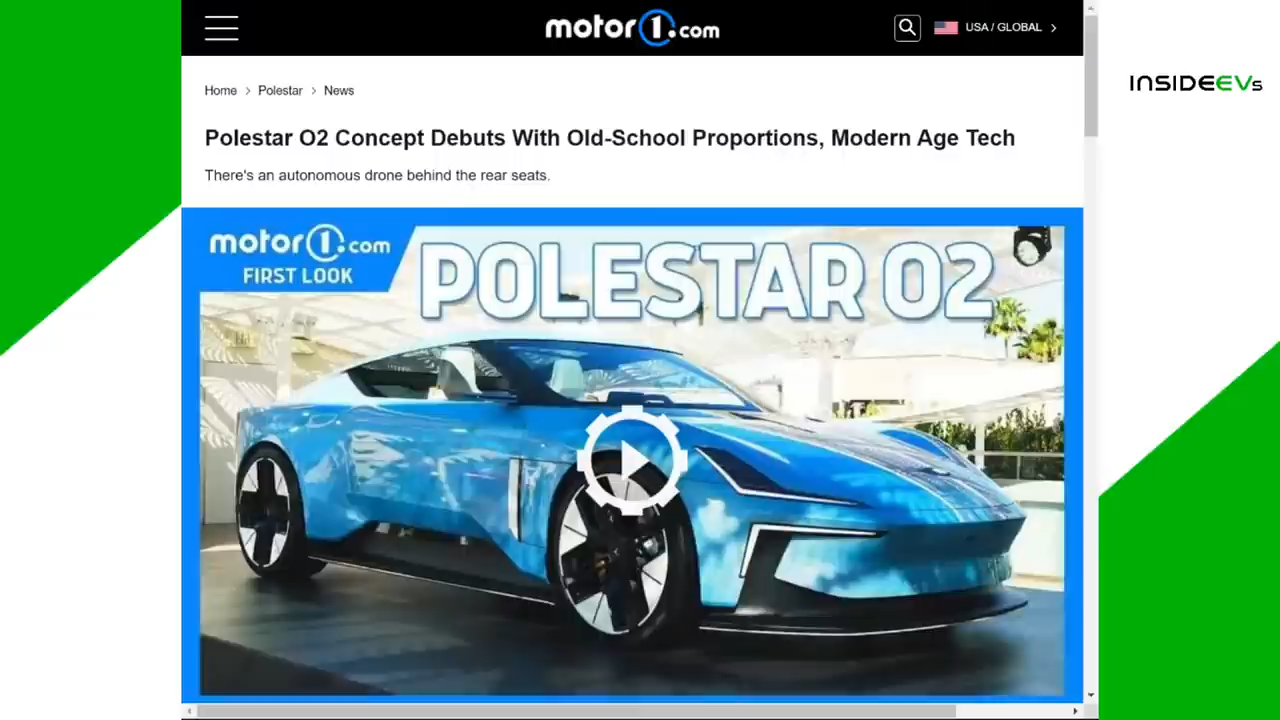 motor1.com
USA / GLOBAL
INSIDEEVs
Home > Polestar > News
Polestar O2 Concept Debuts With Old-School Proportions, Modern Age Tech
There's an autonomous drone behind the rear seats.
motor1.com
FIRST LOOK
POLESTAR O2